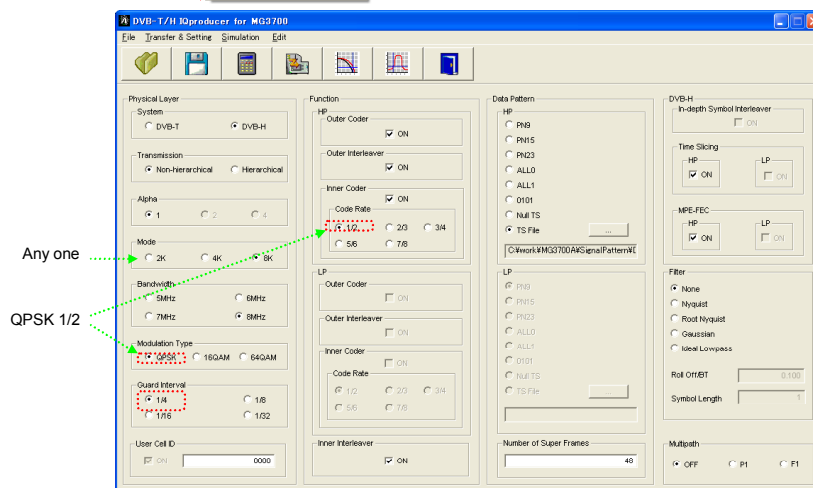 DVB-T/H IQproducer for MG3700
File Transfer & Setting Simulation Edit
Physical Layer
System
DVB-T DVB-H
Transmission
Non-hierarchical Hierarchical
Alpha
1 2 4
Mode
Any one
2K 4K 8K
Bandwidth
5MHz 6MHz
7MHz 8MHz
QPSK 1/2
Modulation Type
QPSK 16QAM 64QAM
Guard Interval
1/4 1/8
1/16 1/32
User Cell ID
ON 0000
Function
HP
Outer Coder
ON
Outer Interleaver
ON
Inner Coder
ON
Code Rate
1/2 2/3 3/4
5/6 7/8
LP
Outer Coder
ON
Outer Interleaver
ON
Inner Coder
ON
Code Rate
1/2 2/3 3/4
5/6 7/8
Inner Interleaver
ON
Data Pattern
HP
PN9
PN15
PN23
ALL0
ALL1
0101
Null TS
TS File ...
C:¥work¥MG3700A¥SignalPattern¥D
LP
PN9
PN15
PN23
ALL0
ALL1
0101
Null TS
TS File ...
Number of Super Frames
48
DVB-H
In-depth Symbol Interleaver
ON
Time Slicing
HP LP
ON ON
MPE-FEC
HP LP
ON ON
Filter
None
Nyquist
Root Nyquist
Gaussian
Ideal Lowpass
Roll Off/BT 0.100
Symbol Length 1
Multipath
OFF P1 F1